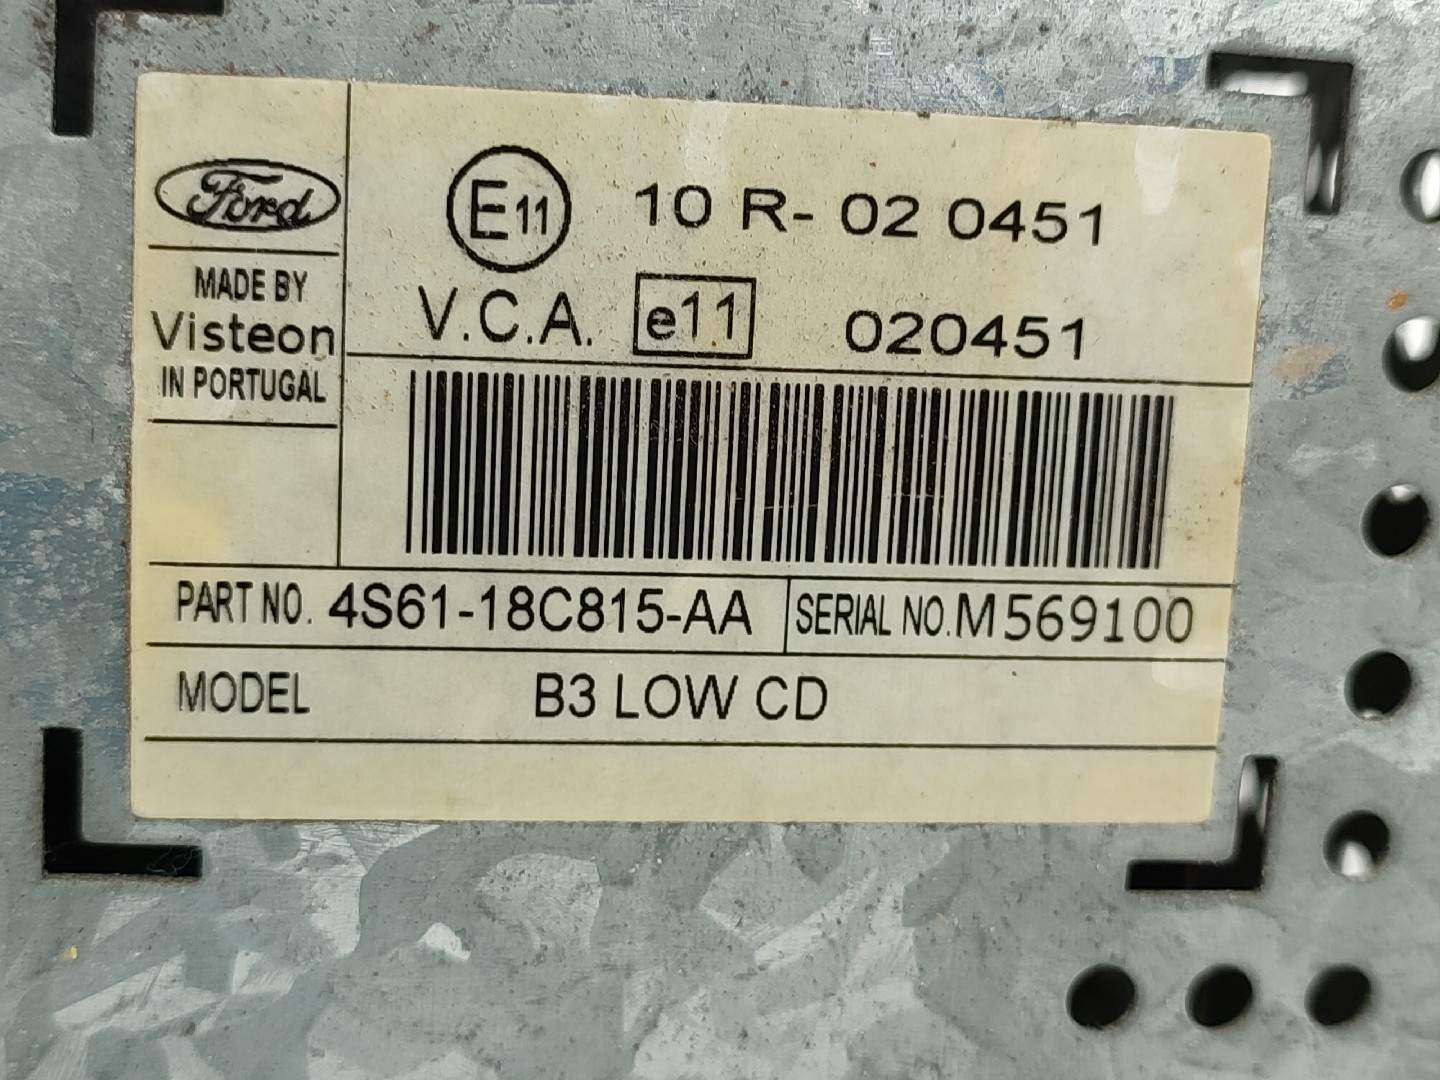 Ford
MADE BY
Visteon
IN PORTUGAL
E11 10 R- 02 0451
V.C.A. e11 020451
PART NO. 4S61-18C815-AA SERIAL NO. M569100
MODEL B3 LOW CD